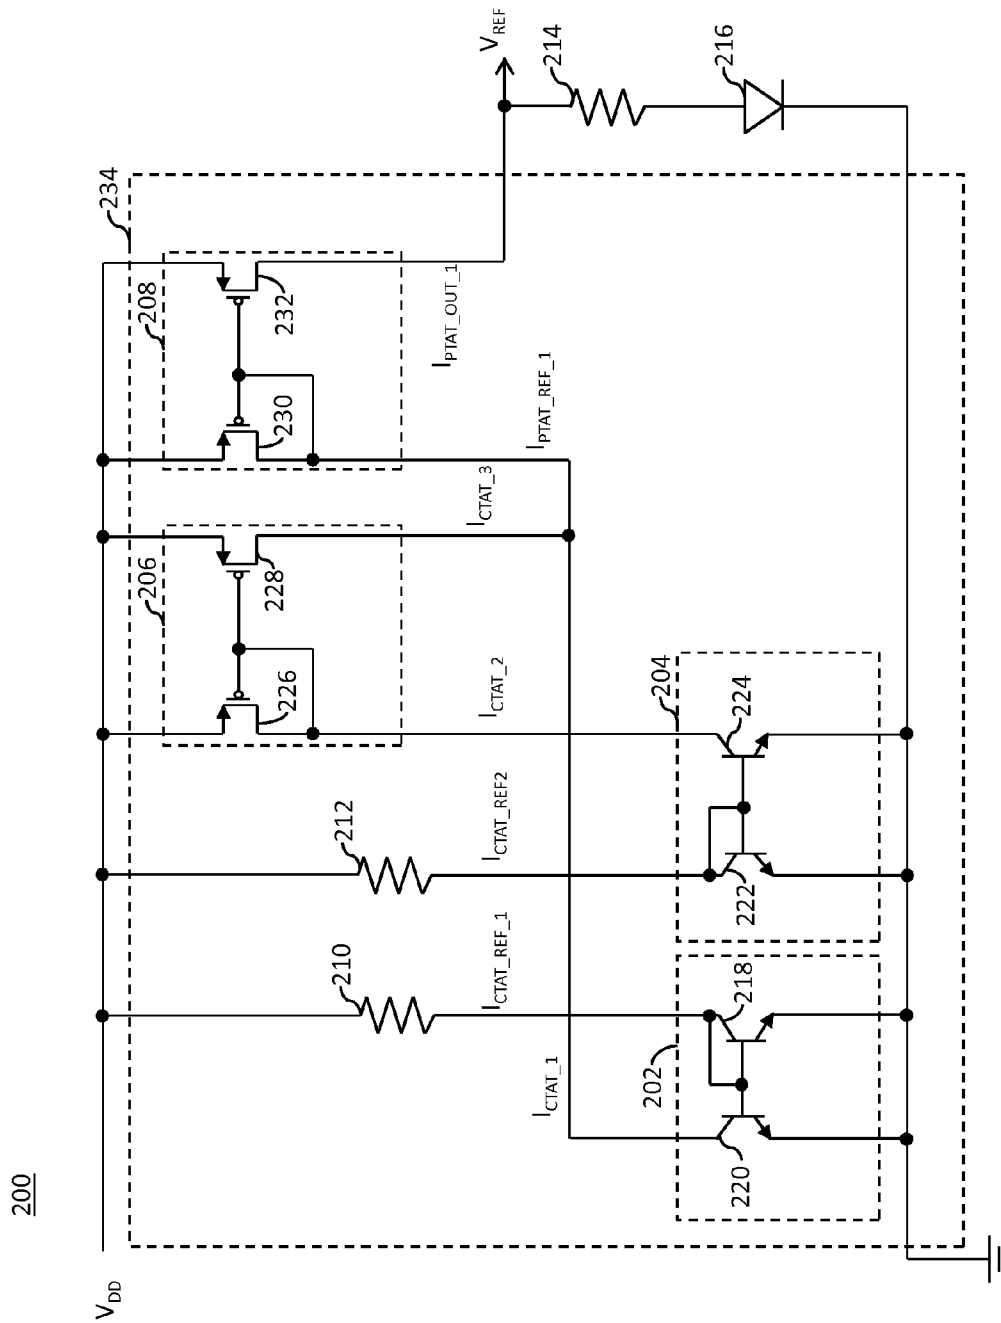 200
V_DD
234
208
V_REF
214
216
232
230
I_PTAT_OUT_1
I_PTAT_REF_1
I_CTAT_3
206
228
226
I_CTAT_2
212
I_CTAT_REF2
210
I_CTAT_REF_1
I_CTAT_1
204
224
222
202
218
220